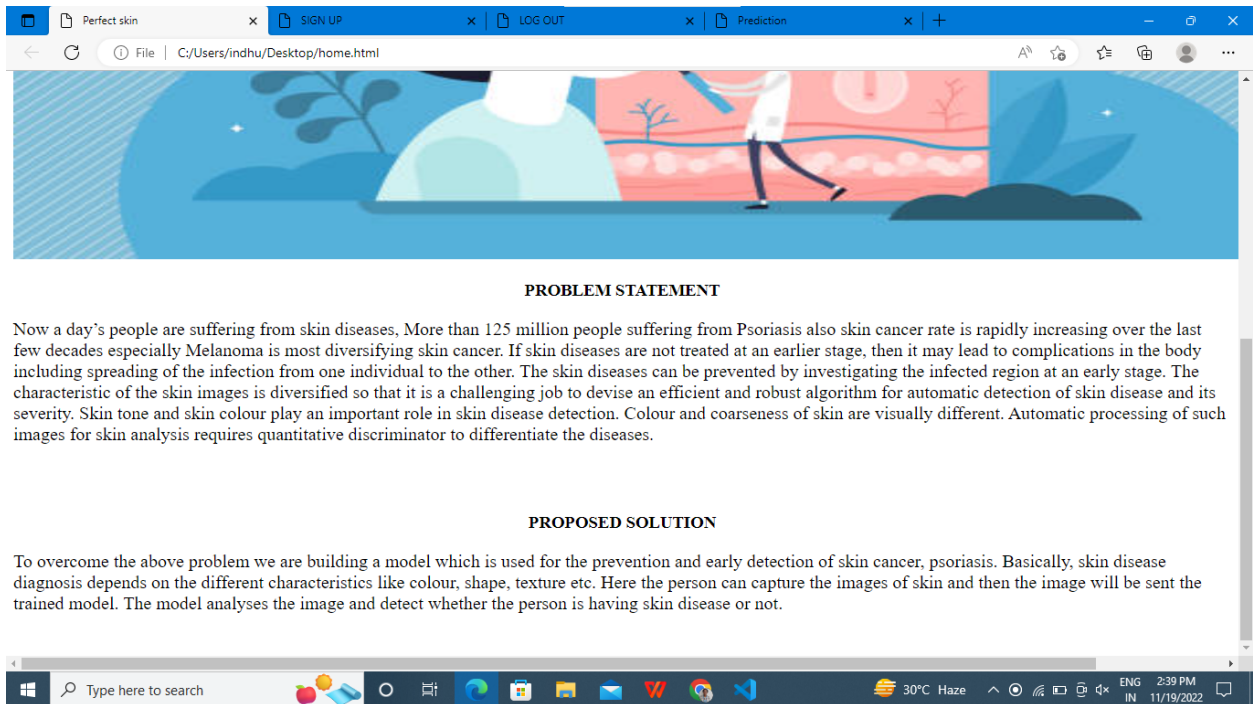 Perfect skin
SIGN UP
LOG OUT
Prediction
File
C:/Users/indhu/Desktop/home.html
PROBLEM STATEMENT
Now a day’s people are suffering from skin diseases, More than 125 million people suffering from Psoriasis also skin cancer rate is rapidly increasing over the last
few decades especially Melanoma is most diversifying skin cancer. If skin diseases are not treated at an earlier stage, then it may lead to complications in the body
including spreading of the infection from one individual to the other. The skin diseases can be prevented by investigating the infected region at an early stage. The
characteristic of the skin images is diversified so that it is a challenging job to devise an efficient and robust algorithm for automatic detection of skin disease and its
severity. Skin tone and skin colour play an important role in skin disease detection. Colour and coarseness of skin are visually different. Automatic processing of such
images for skin analysis requires quantitative discriminator to differentiate the diseases.
PROPOSED SOLUTION
To overcome the above problem we are building a model which is used for the prevention and early detection of skin cancer, psoriasis. Basically, skin disease
diagnosis depends on the different characteristics like colour, shape, texture etc. Here the person can capture the images of skin and then the image will be sent the
trained model. The model analyses the image and detect whether the person is having skin disease or not.
Type here to search
30°C Haze
ENG
IN
2:39 PM
11/19/2022